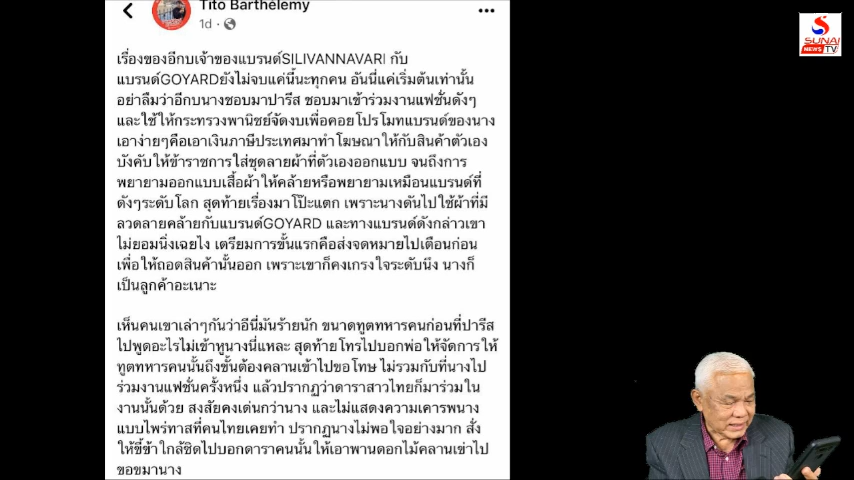 Tito Barthélemy
1d
SUNAI
NEWS TV
เรื่องของอีกบเจ้าของแบรนด์SILIVANNAVARI กับ
แบรนด์GOYARDยังไม่จบแค่นี้นะทุกคน อันนี้แค่เริ่มต้นเท่านั้น
อย่าลืมว่าอีกบนางชอบมาปารีส ชอบมาเข้าร่วมงานแฟชั่นดังๆ
และใช้ให้กระทรวงพานิชย์จัดงบเพื่อคอยโปรโมทแบรนด์ของนาง
เอาง่ายๆคือเอาเงินภาษีประเทศมาทำโฆษณาให้กับสินค้าตัวเอง
บังคับให้ข้าราชการใส่ชุดลายผ้าที่ตัวเองออกแบบ จนถึงการ
พยายามออกแบบเสื้อผ้าให้คล้ายหรือพยายามเหมือนแบรนด์ที่
ดังๆระดับโลก สุดท้ายเรื่องมาโป๊ะแตก เพราะนางดันไปใช้ผ้าที่มี
ลวดลายคล้ายกับแบรนด์GOYARD และทางแบรนด์ดังกล่าวเขา
ไม่ยอมนิ่งเฉยไง เตรียมการขั้นแรกคือส่งจดหมายไปเตือนก่อน
เพื่อให้ถอดสินค้านั้นออก เพราะเขาก็คงเกรงใจระดับนึง นางก็
เป็นลูกค้าอะเนาะ
เห็นคนเขาเล่าๆกันว่าอีนี่มันร้ายนัก ขนาดทูตทหารคนก่อนที่ปารีส
ไปพูดอะไรไม่เข้าหูนางนี่แหละ สุดท้ายโทรไปบอกพ่อให้จัดการให้
ทูตทหารคนนั้นถึงขั้นต้องคลานเข้าไปขอโทษ ไม่รวมกับที่นางไป
ร่วมงานแฟชั่นครั้งหนึ่ง แล้วปรากฏว่าดาราสาวไทยก็มาร่วมใน
งานนั้นด้วย สงสัยคงเด่นกว่านาง และไม่แสดงความเคารพนาง
แบบไพร่ทาสที่คนไทยเคยทำ ปรากฏนางไม่พอใจอย่างมาก สั่ง
ให้ขี้ข้าใกล้ชิดไปบอกดาราคนนั้นให้เอาพานดอกไม้คลานเข่าไป
ขอขมานาง